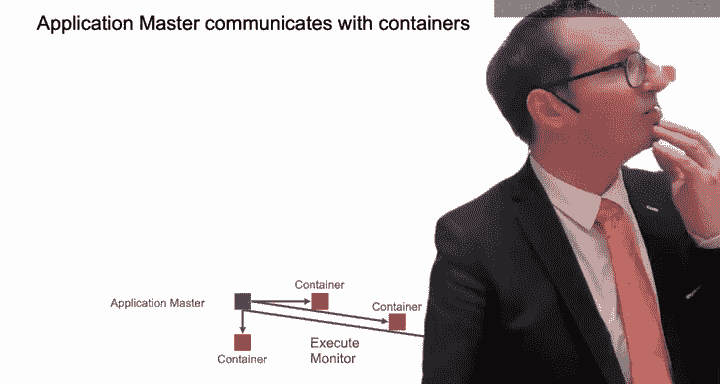 Application Master communicates with containers
Container
Application Master
Container
Execute
Monitor
Container